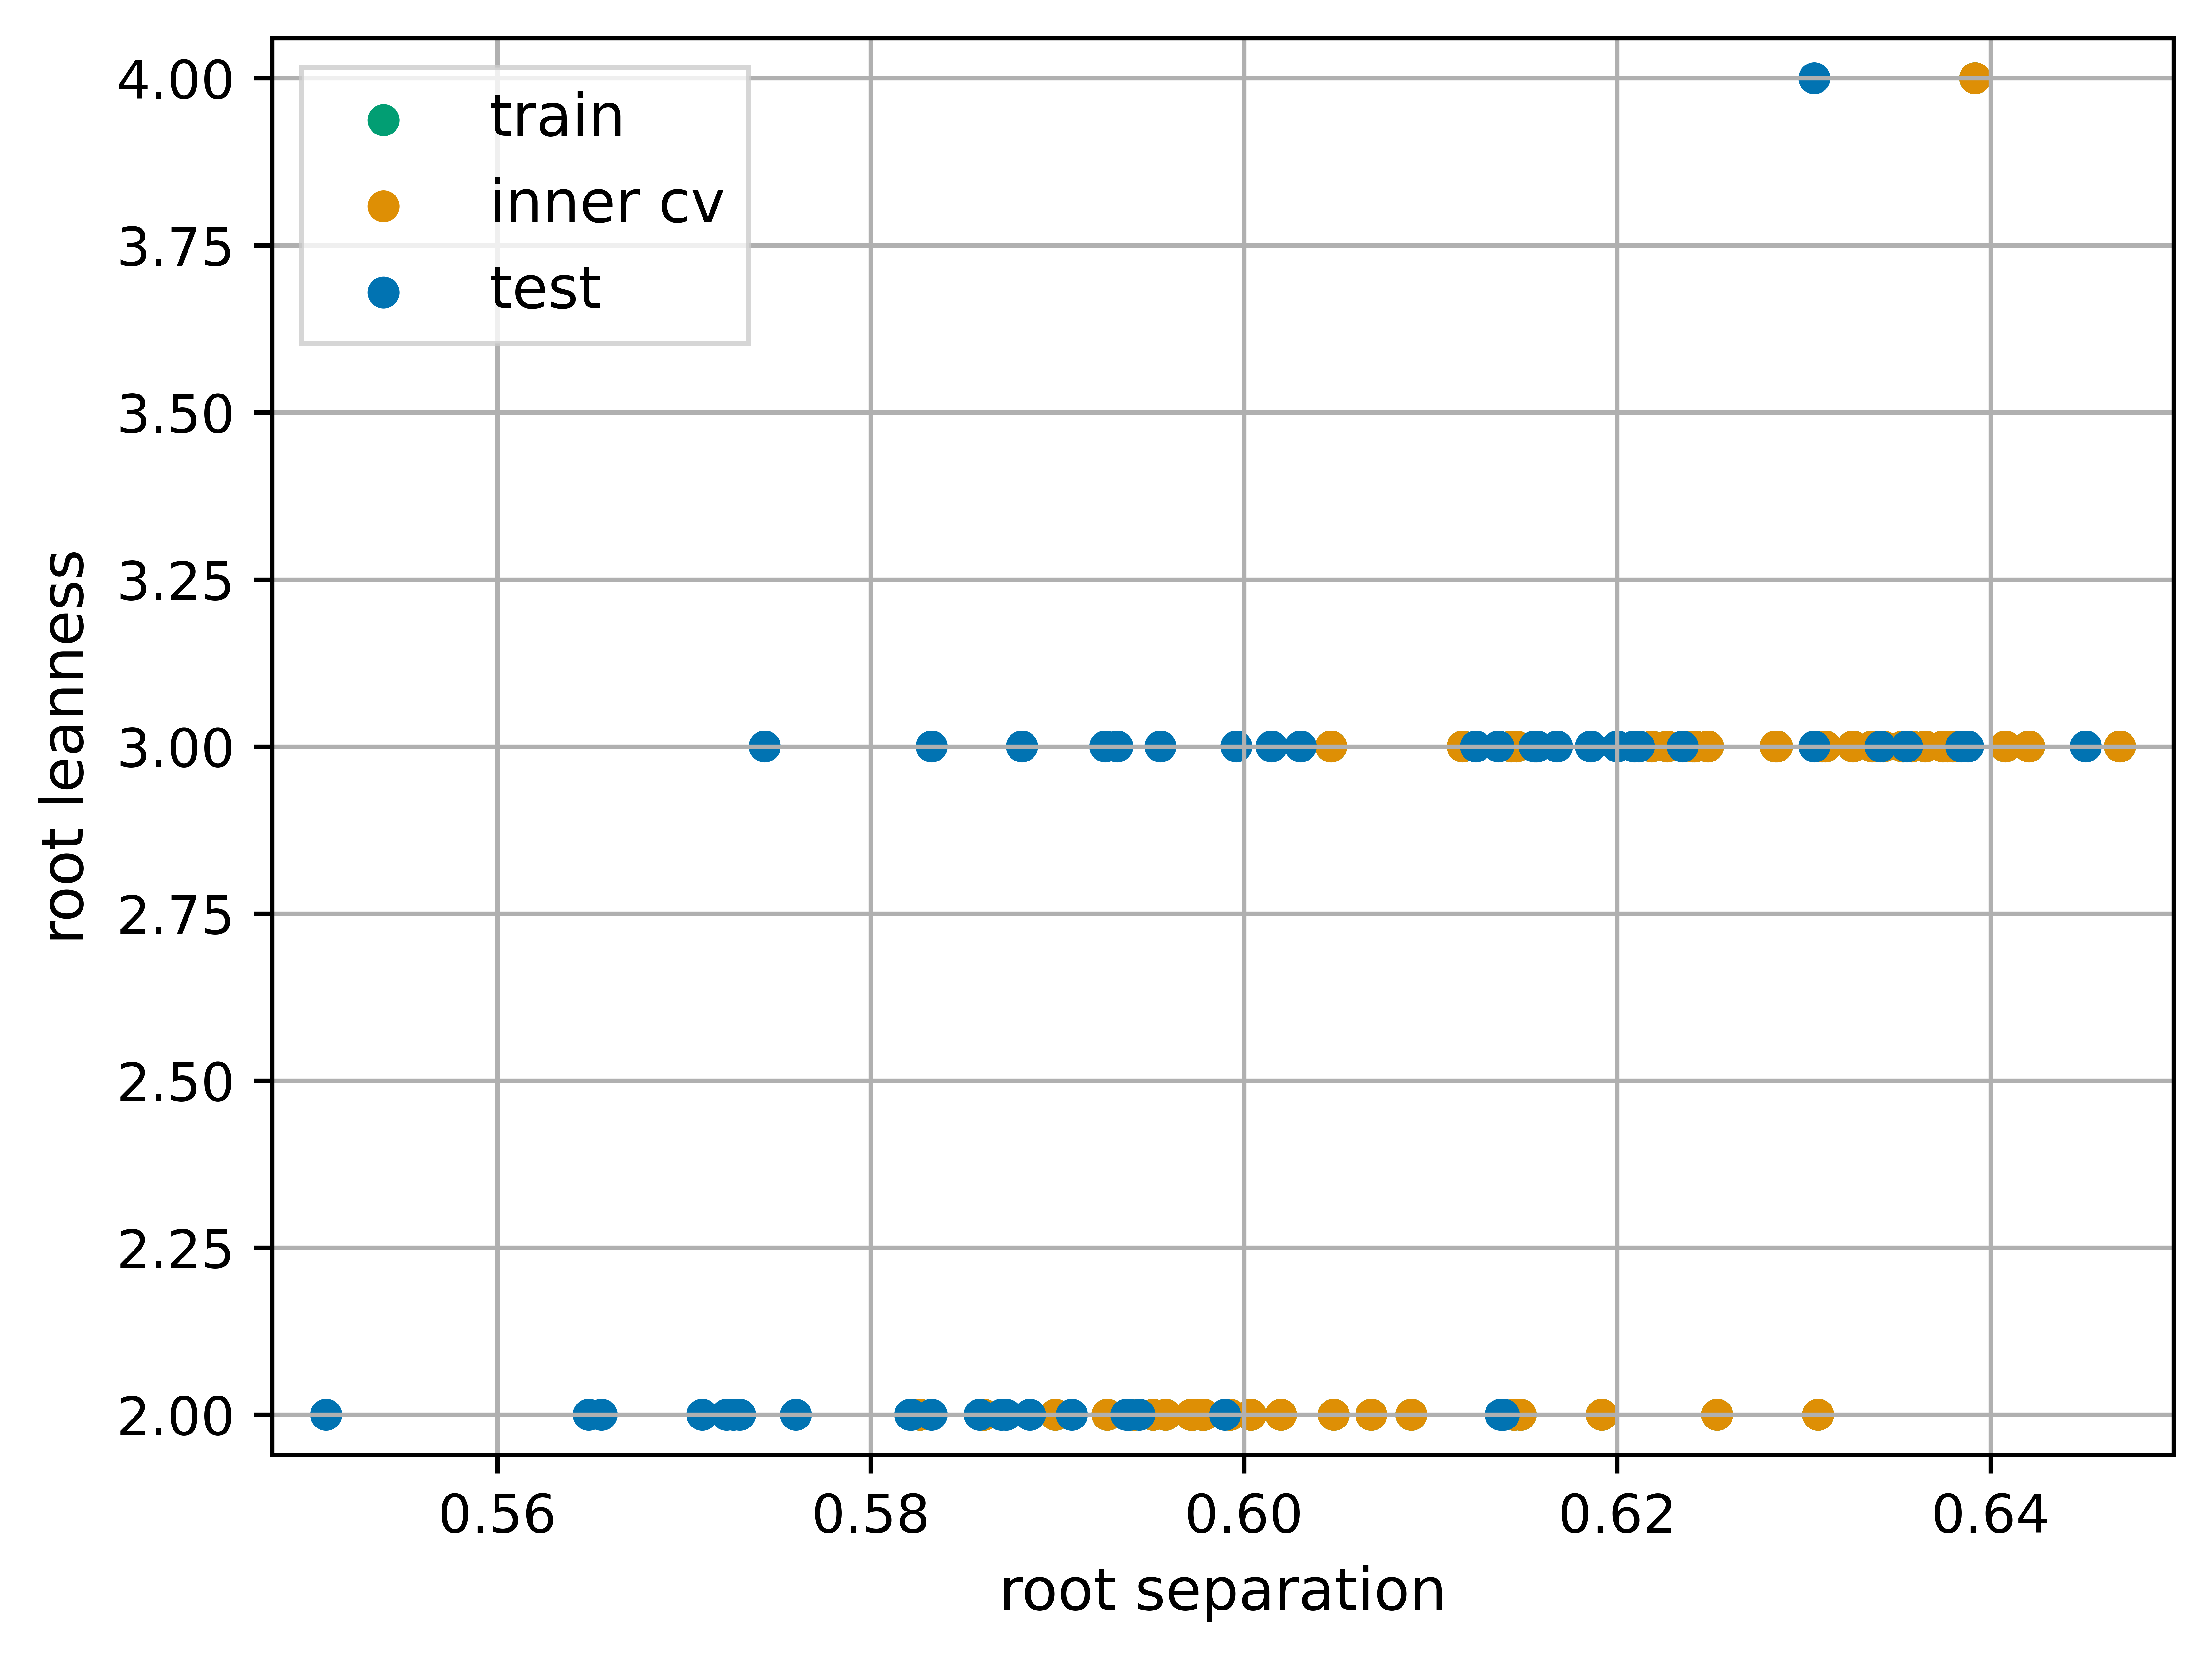 4.00
3.75
3.50
3.25
3.00
2.75
2.50
2.25
2.00
root leanness
train
inner cv
test
0.56 0.58 0.60 0.62 0.64
root separation